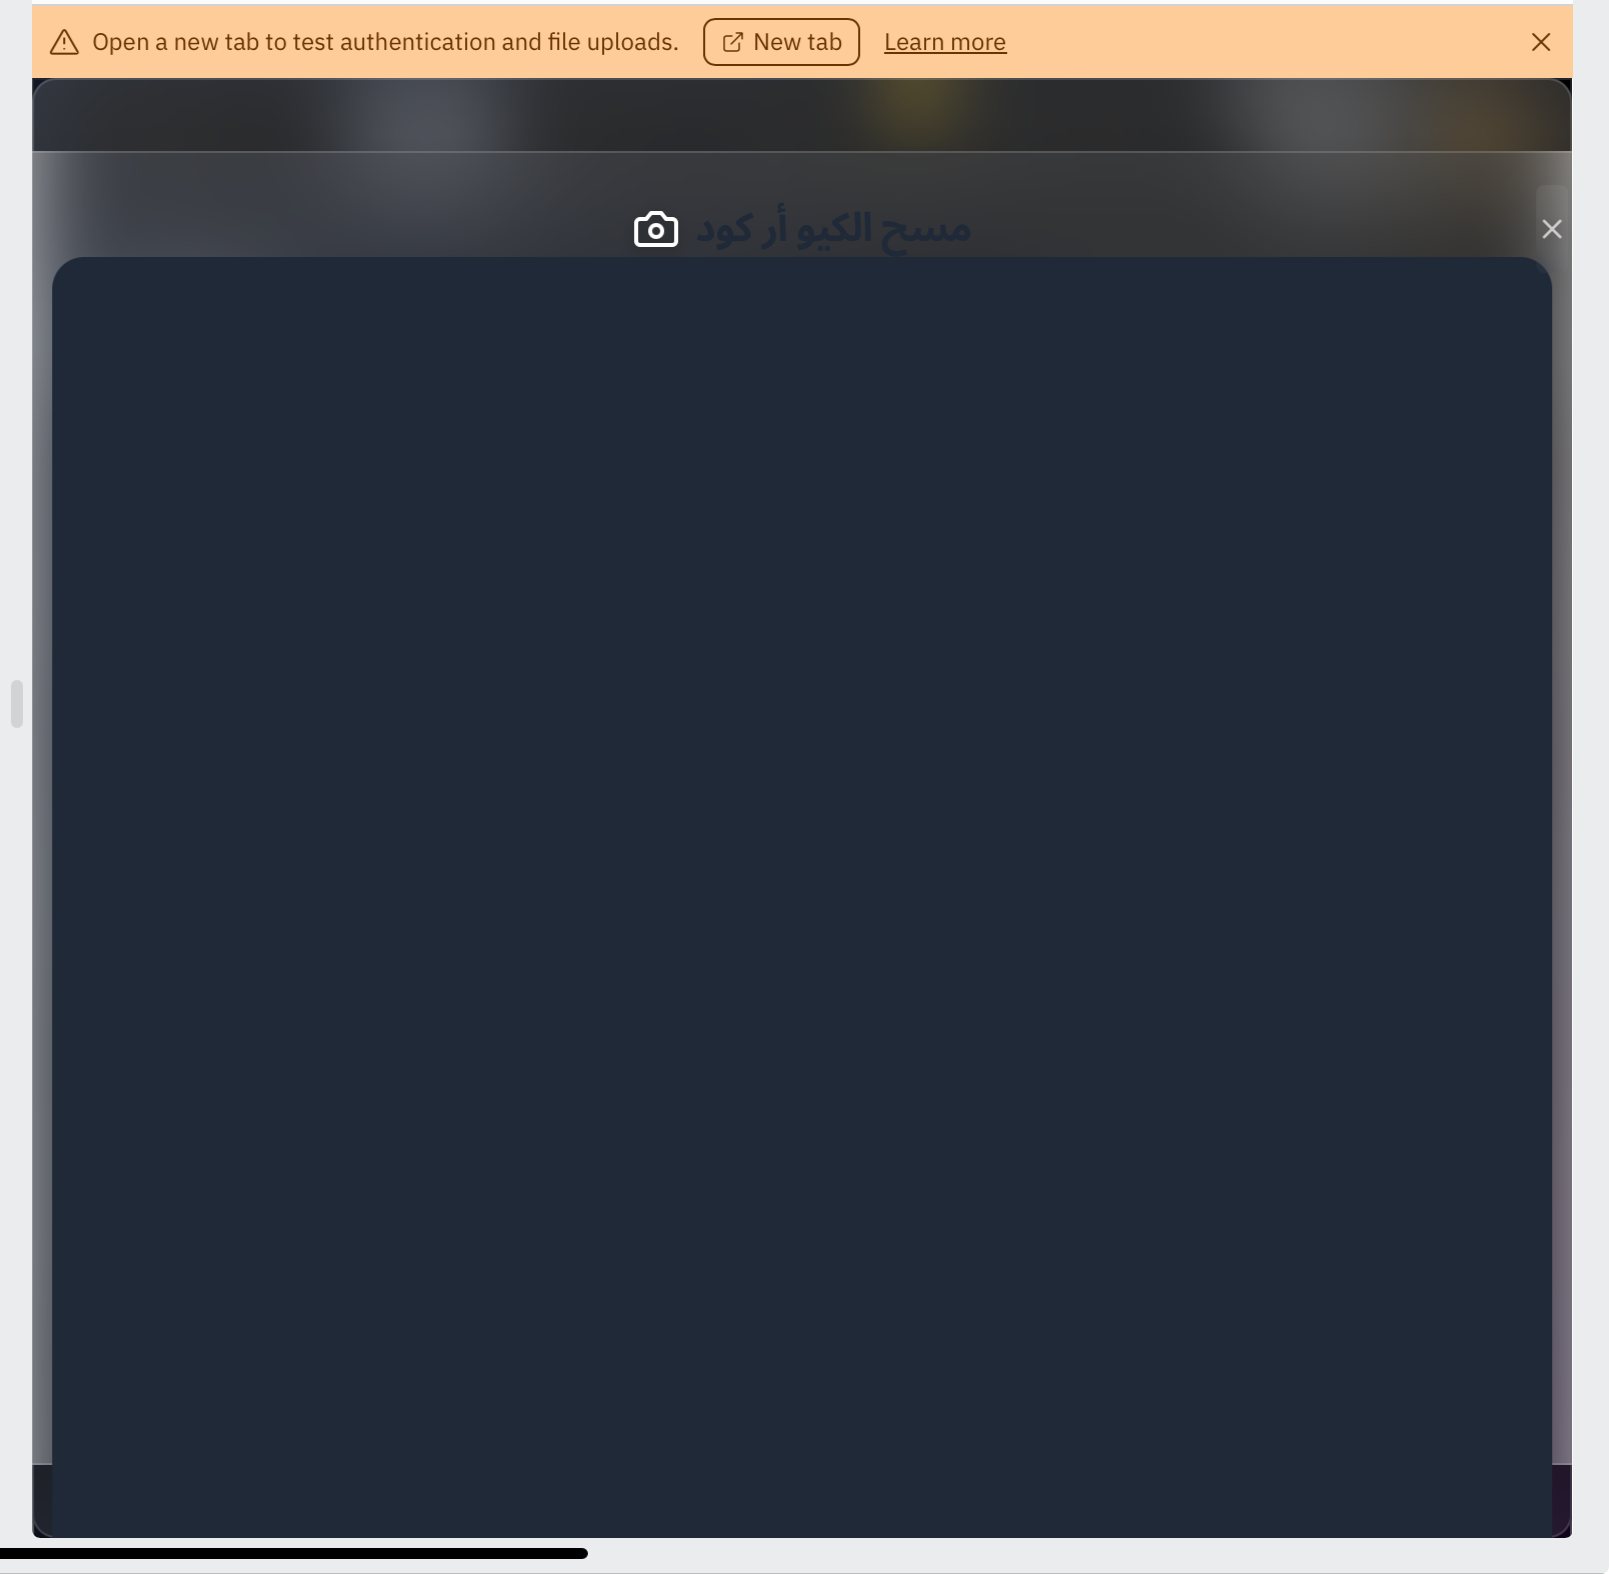 Open a new tab to test authentication and file uploads. New tab Learn more
مسح الكيو أر كود